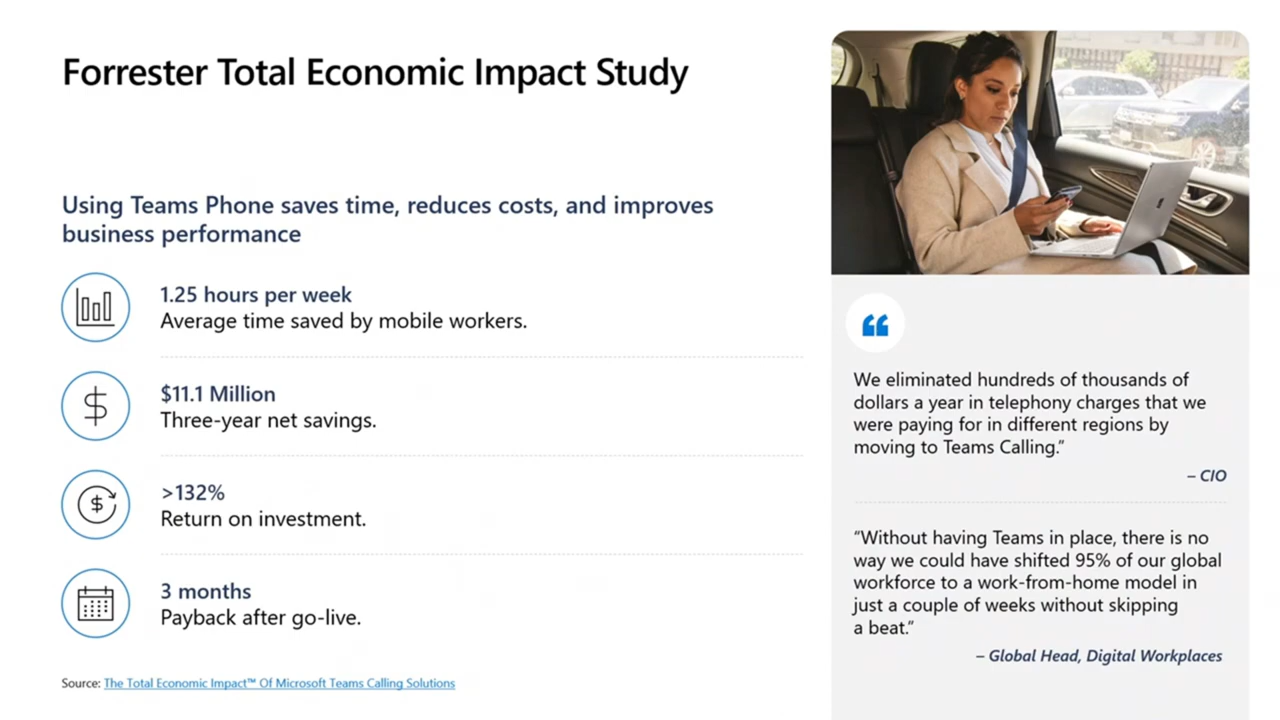 Forrester Total Economic Impact Study
Using Teams Phone saves time, reduces costs, and improves
business performance
1.25 hours per week
Average time saved by mobile workers.
$11.1 Million
Three-year net savings.
>132%
Return on investment.
3 months
Payback after go-live.
Source: The Total Economic Impact™ Of Microsoft Teams Calling Solutions
“
We eliminated hundreds of thousands of
dollars a year in telephony charges that we
were paying for in different regions by
moving to Teams Calling.”
– CIO
“Without having Teams in place, there is no
way we could have shifted 95% of our global
workforce to a work-from-home model in
just a couple of weeks without skipping
a beat.”
– Global Head, Digital Workplaces